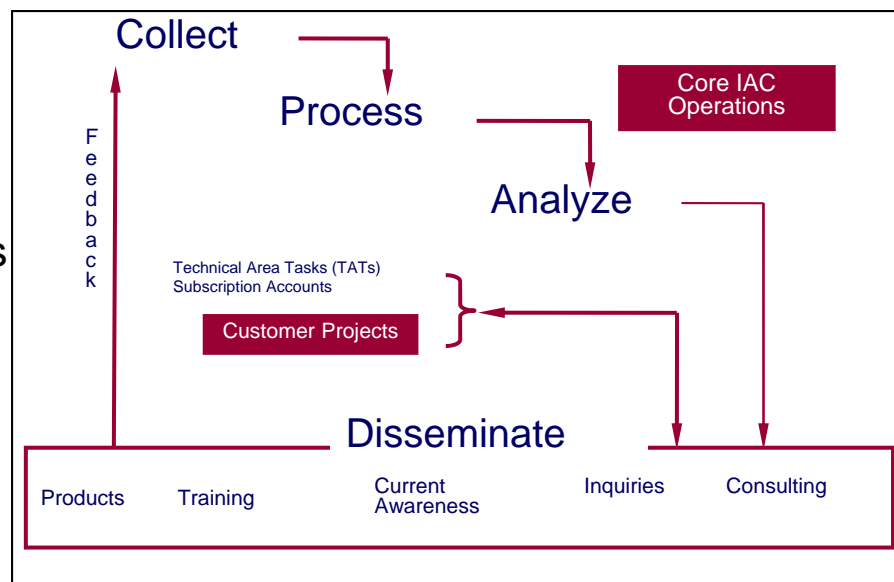 Collect
Core IAC
Operations
Process
Feedback
Analyze
s
Technical Area Tasks (TATs)
Subscription Accounts
Customer Projects
Disseminate
Products
Training
Current
Awareness
Inquiries
Consulting